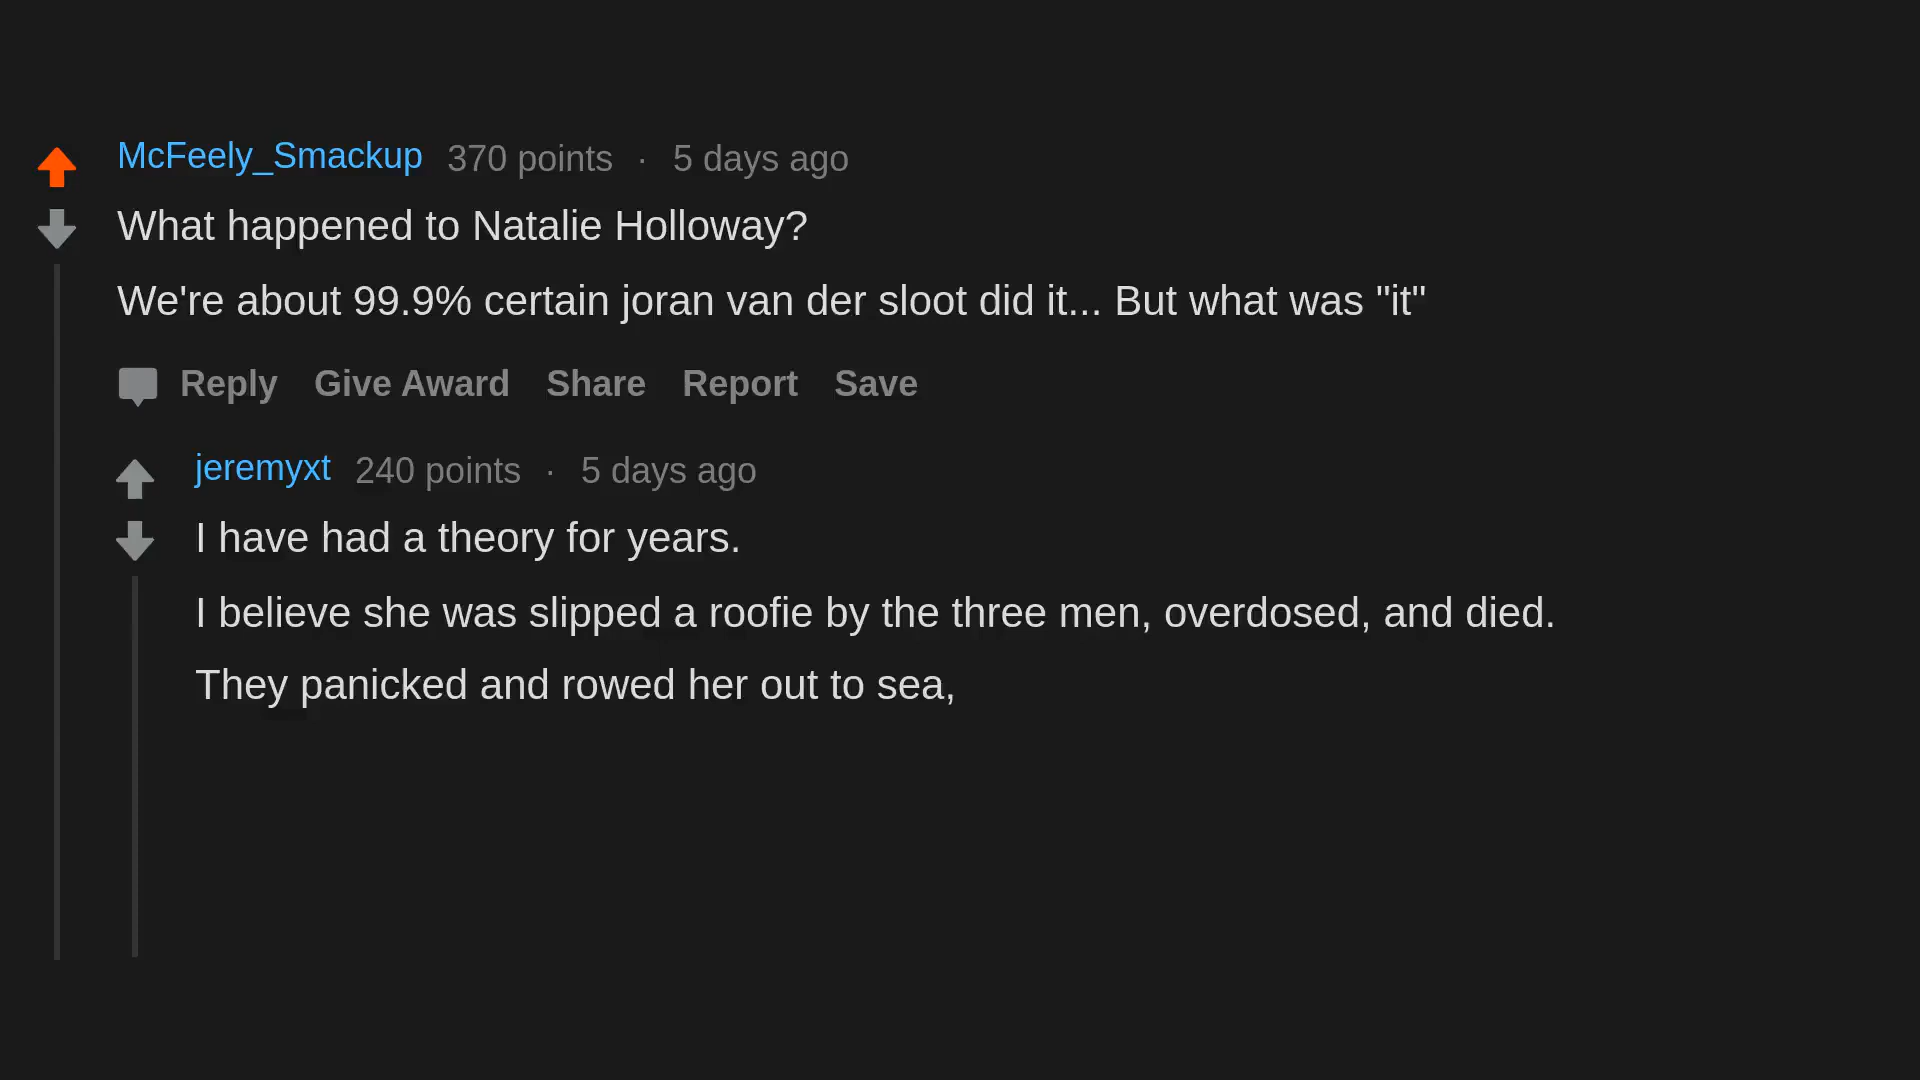 McFeely_Smackup 370 points · 5 days ago
What happened to Natalie Holloway?
We're about 99.9% certain joran van der sloot did it... But what was "it"
Reply Give Award Share Report Save
jeremyxt 240 points · 5 days ago
I have had a theory for years.
I believe she was slipped a roofie by the three men, overdosed, and died.
They panicked and rowed her out to sea,